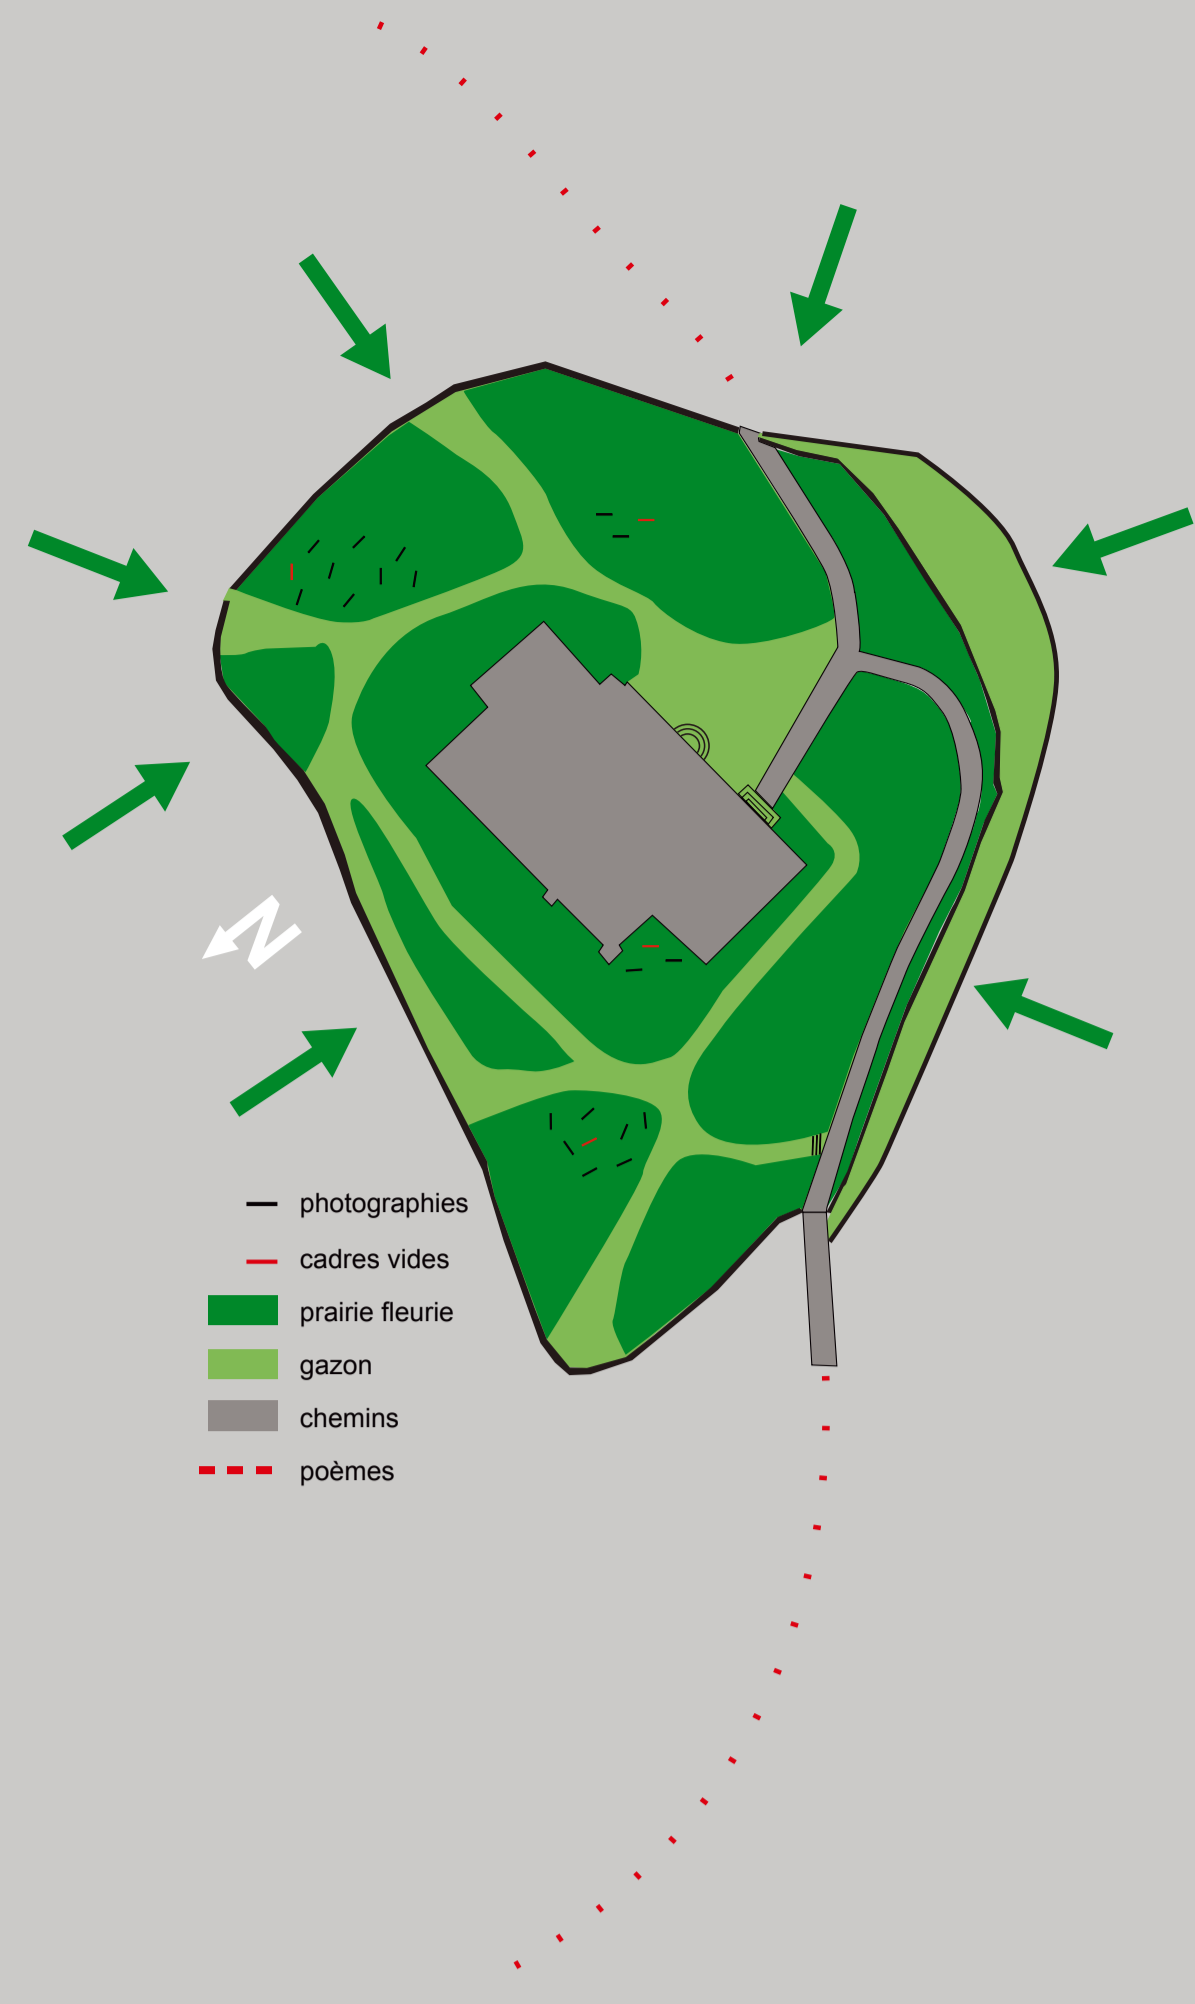 N
photographies
cadres vides
prairie fleurie
gazon
chemins
poèmes